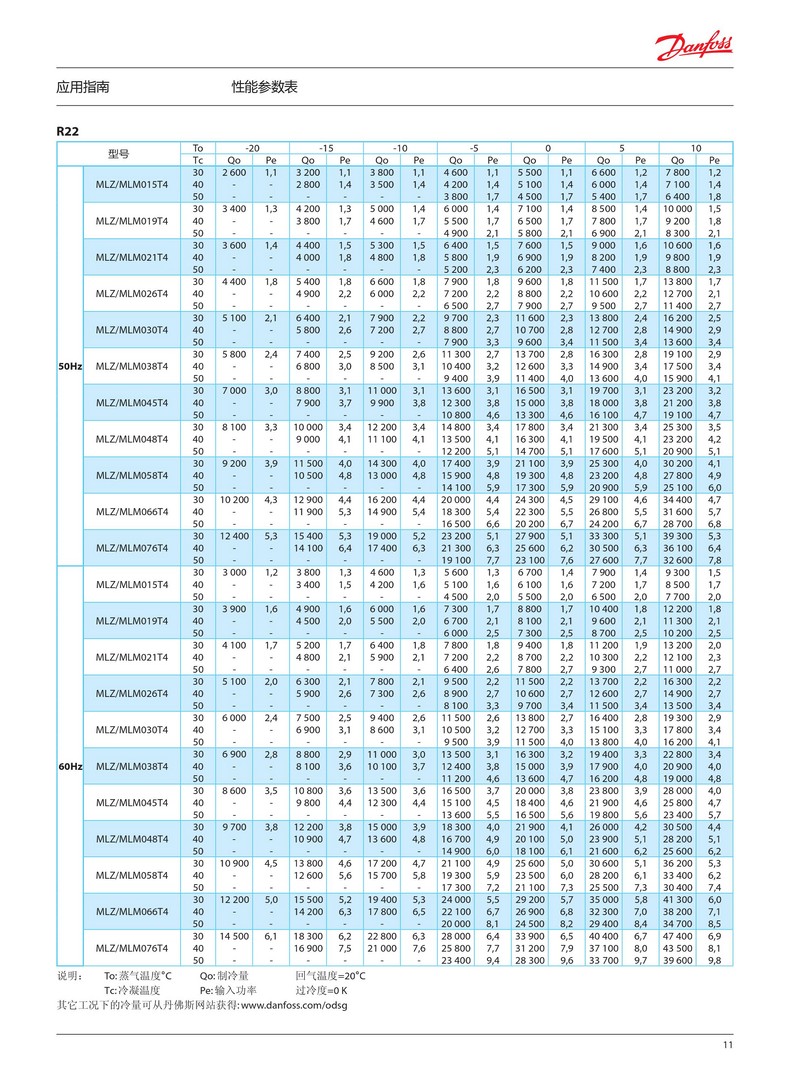 Danfoss
应用指南 性能参数表
R22
型号 To -20 -15 -10 -5 0 5 10
Tc Qo Pe Qo Pe Qo Pe Qo Pe Qo Pe Qo Pe Qo Pe
30 2 600 1,1 3 200 1,1 3 800 1,1 4 600 1,1 5 500 1,1 6 600 1,2 7 800 1,2
MLZ/MLM015T4 40 - - 2 800 1,4 3 500 1,4 4 200 1,4 5 100 1,4 6 000 1,4 7 100 1,4
50 - - - - - - 3 800 1,7 4 500 1,7 5 400 1,7 6 400 1,8
30 3 400 1,3 4 200 1,3 5 000 1,4 6 000 1,4 7 100 1,4 8 500 1,4 10 000 1,5
MLZ/MLM019T4 40 - - 3 800 1,7 4 600 1,7 5 500 1,7 6 500 1,7 7 800 1,7 9 200 1,8
50 - - - - - - 4 900 2,1 5 800 2,1 6 900 2,1 8 300 2,1
30 3 600 1,4 4 400 1,5 5 300 1,5 6 400 1,5 7 600 1,5 9 000 1,6 10 600 1,6
MLZ/MLM021T4 40 - - 4 000 1,8 4 800 1,8 5 800 1,9 6 900 1,9 8 200 1,9 9 800 1,9
50 - - - - - - 5 200 2,3 6 200 2,3 7 400 2,3 8 800 2,3
30 4 400 1,8 5 400 1,8 6 600 1,8 7 900 1,8 9 600 1,8 11 500 1,7 13 800 1,7
MLZ/MLM026T4 40 - - 4 900 2,2 6 000 2,2 7 200 2,2 8 800 2,2 10 600 2,2 12 700 2,1
50 - - - - - - 6 500 2,7 7 900 2,7 9 500 2,7 11 400 2,7
30 5 100 2,1 6 400 2,1 7 900 2,2 9 700 2,3 11 600 2,3 13 800 2,4 16 200 2,5
MLZ/MLM030T4 40 - - 5 800 2,6 7 200 2,7 8 800 2,7 10 700 2,8 12 700 2,8 14 900 2,9
50 - - - - - - 7 900 3,3 9 600 3,4 11 500 3,4 13 600 3,4
30 5 800 2,4 7 400 2,5 9 200 2,6 11 300 2,7 13 700 2,8 16 300 2,8 19 100 2,9
50Hz MLZ/MLM038T4 40 - - 6 800 3,0 8 500 3,1 10 400 3,2 12 600 3,3 14 900 3,4 17 500 3,4
50 - - - - - - 9 400 3,9 11 400 4,0 13 600 4,0 15 900 4,1
30 7 000 3,0 8 800 3,1 11 000 3,1 13 600 3,1 16 500 3,1 19 700 3,1 23 200 3,2
MLZ/MLM045T4 40 - - 7 900 3,7 9 900 3,8 12 300 3,8 15 000 3,8 18 000 3,8 21 200 3,8
50 - - - - - - 10 800 4,6 13 300 4,6 16 100 4,7 19 100 4,7
30 8 100 3,3 10 000 3,4 12 200 3,4 14 800 3,4 17 800 3,4 21 300 3,4 25 300 3,5
MLZ/MLM048T4 40 - - 9 000 4,1 11 100 4,1 13 500 4,1 16 300 4,1 19 500 4,1 23 200 4,2
50 - - - - - - 12 200 5,1 14 700 5,1 17 600 5,1 20 900 5,1
30 9 200 3,9 11 500 4,0 14 300 4,0 17 400 3,9 21 100 3,9 25 300 4,0 30 200 4,1
MLZ/MLM058T4 40 - - 10 500 4,8 13 000 4,8 15 900 4,8 19 300 4,8 23 200 4,8 27 800 4,9
50 - - - - - - 14 100 5,9 17 300 5,9 20 900 5,9 25 100 6,0
30 10 200 4,3 12 900 4,4 16 200 4,4 20 000 4,4 24 300 4,5 29 100 4,6 34 400 4,7
MLZ/MLM066T4 40 - - 11 900 5,3 14 900 5,4 18 300 5,4 22 300 5,5 26 800 5,5 31 600 5,7
50 - - - - - - 16 500 6,6 20 200 6,7 24 200 6,7 28 700 6,8
30 12 400 5,3 15 400 5,3 19 000 5,2 23 200 5,1 27 900 5,1 33 300 5,1 39 300 5,3
MLZ/MLM076T4 40 - - 14 100 6,4 17 400 6,3 21 300 6,3 25 600 6,2 30 500 6,3 36 100 6,4
50 - - - - - - 19 100 7,7 23 100 7,6 27 600 7,7 32 600 7,8
30 3 000 1,2 3 800 1,3 4 600 1,3 5 600 1,3 6 700 1,4 7 900 1,4 9 300 1,5
MLZ/MLM015T4 40 - - 3 400 1,5 4 200 1,6 5 100 1,6 6 100 1,6 7 200 1,7 8 500 1,7
50 - - - - - - 4 500 2,0 5 500 2,0 6 500 2,0 7 700 2,0
30 3 900 1,6 4 900 1,6 6 000 1,6 7 300 1,7 8 800 1,7 10 400 1,8 12 200 1,8
MLZ/MLM019T4 40 - - 4 500 2,0 5 500 2,0 6 700 2,1 8 100 2,1 9 600 2,1 11 300 2,1
50 - - - - - - 6 000 2,5 7 300 2,5 8 700 2,5 10 200 2,5
30 4 100 1,7 5 200 1,7 6 400 1,8 7 800 1,8 9 400 1,8 11 200 1,9 13 200 2,0
MLZ/MLM021T4 40 - - 4 800 2,1 5 900 2,1 7 200 2,2 8 700 2,2 10 300 2,2 12 100 2,3
50 - - - - - - 6 400 2,6 7 800 2,7 9 300 2,7 11 000 2,7
30 5 100 2,0 6 300 2,1 7 800 2,1 9 500 2,2 11 500 2,2 13 700 2,2 16 300 2,2
MLZ/MLM026T4 40 - - 5 900 2,6 7 300 2,6 8 900 2,7 10 600 2,7 12 600 2,7 14 900 2,7
50 - - - - - - 8 100 3,3 9 700 3,4 11 500 3,4 13 500 3,4
30 6 000 2,4 7 500 2,5 9 400 2,6 11 500 2,6 13 800 2,7 16 400 2,8 19 300 2,9
MLZ/MLM030T4 40 - - 6 900 3,1 8 600 3,1 10 500 3,2 12 700 3,3 15 100 3,3 17 800 3,4
50 - - - - - - 9 500 3,9 11 500 4,0 13 800 4,0 16 200 4,1
30 6 900 2,8 8 800 2,9 11 000 3,0 13 500 3,1 16 300 3,2 19 400 3,3 22 800 3,4
60Hz MLZ/MLM038T4 40 - - 8 100 3,6 10 100 3,7 12 400 3,8 15 000 3,9 17 900 4,0 20 900 4,0
50 - - - - - - 11 200 4,6 13 600 4,7 16 200 4,8 19 000 4,8
30 8 600 3,5 10 800 3,6 13 500 3,6 16 500 3,7 20 000 3,8 23 800 3,9 28 000 4,0
MLZ/MLM045T4 40 - - 9 800 4,4 12 300 4,4 15 100 4,5 18 400 4,6 21 900 4,6 25 800 4,7
50 - - - - - - 13 600 5,5 16 500 5,6 19 800 5,6 23 400 5,7
30 9 700 3,8 12 200 3,8 15 000 3,9 18 300 4,0 21 900 4,1 26 000 4,2 30 500 4,4
MLZ/MLM048T4 40 - - 10 900 4,7 13 600 4,8 16 700 4,9 20 100 5,0 23 900 5,1 28 200 5,1
50 - - - - - - 14 900 6,0 18 100 6,1 21 600 6,2 25 600 6,2
30 10 900 4,5 13 800 4,6 17 200 4,7 21 100 4,9 25 600 5,0 30 600 5,1 36 200 5,3
MLZ/MLM058T4 40 - - 12 600 5,6 15 700 5,8 19 300 5,9 23 500 6,0 28 200 6,1 33 400 6,2
50 - - - - - - 17 300 7,2 21 100 7,3 25 500 7,3 30 400 7,4
30 12 200 5,0 15 500 5,2 19 400 5,3 24 000 5,5 29 200 5,7 35 000 5,8 41 300 6,0
MLZ/MLM066T4 40 - - 14 200 6,3 17 800 6,5 22 100 6,7 26 900 6,8 32 300 7,0 38 200 7,1
50 - - - - - - 20 000 8,1 24 500 8,2 29 400 8,4 34 700 8,5
30 14 500 6,1 18 300 6,2 22 800 6,3 28 000 6,4 33 900 6,5 40 400 6,7 47 400 6,9
MLZ/MLM076T4 40 - - 16 900 7,5 21 000 7,6 25 800 7,7 31 200 7,9 37 100 8,0 43 500 8,1
50 - - - - - - 23 400 9,4 28 300 9,6 33 700 9,7 39 600 9,8
说明： To: 蒸气温度°C Qo: 制冷量 回气温度=20°C
Tc: 冷凝温度 Pe: 输入功率 过冷度=0 K
其它工况下的冷量可从丹佛斯网站获得: www.danfoss.com/odsg
11